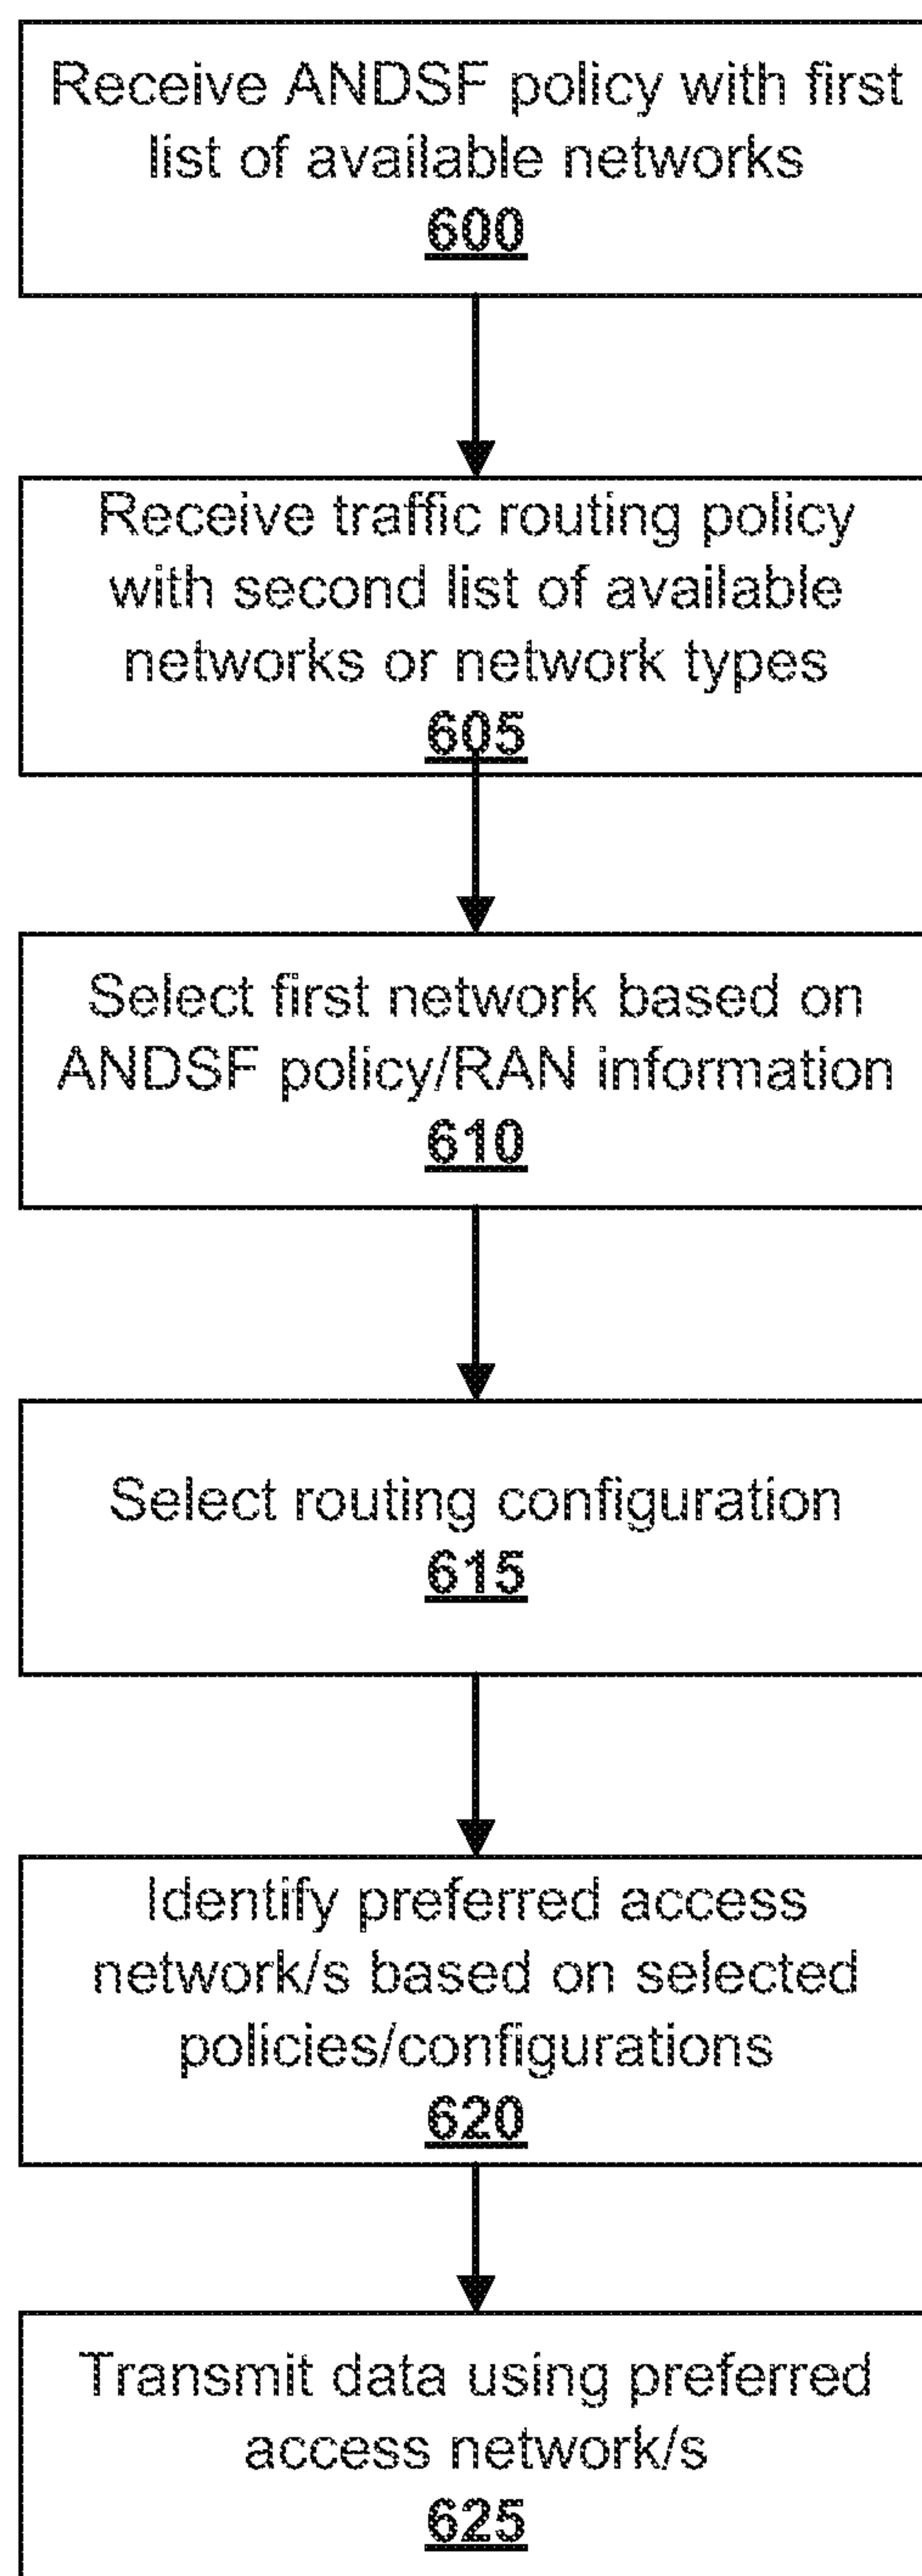 Receive ANDSF policy with first
list of available networks
600
Receive traffic routing policy
with second list of available
networks or network types
605
Select first network based on
ANDSF policy/RAN information
610
Select routing configuration
615
Identify preferred access
network/s based on selected
policies/configurations
620
Transmit data using preferred
access network/s
625